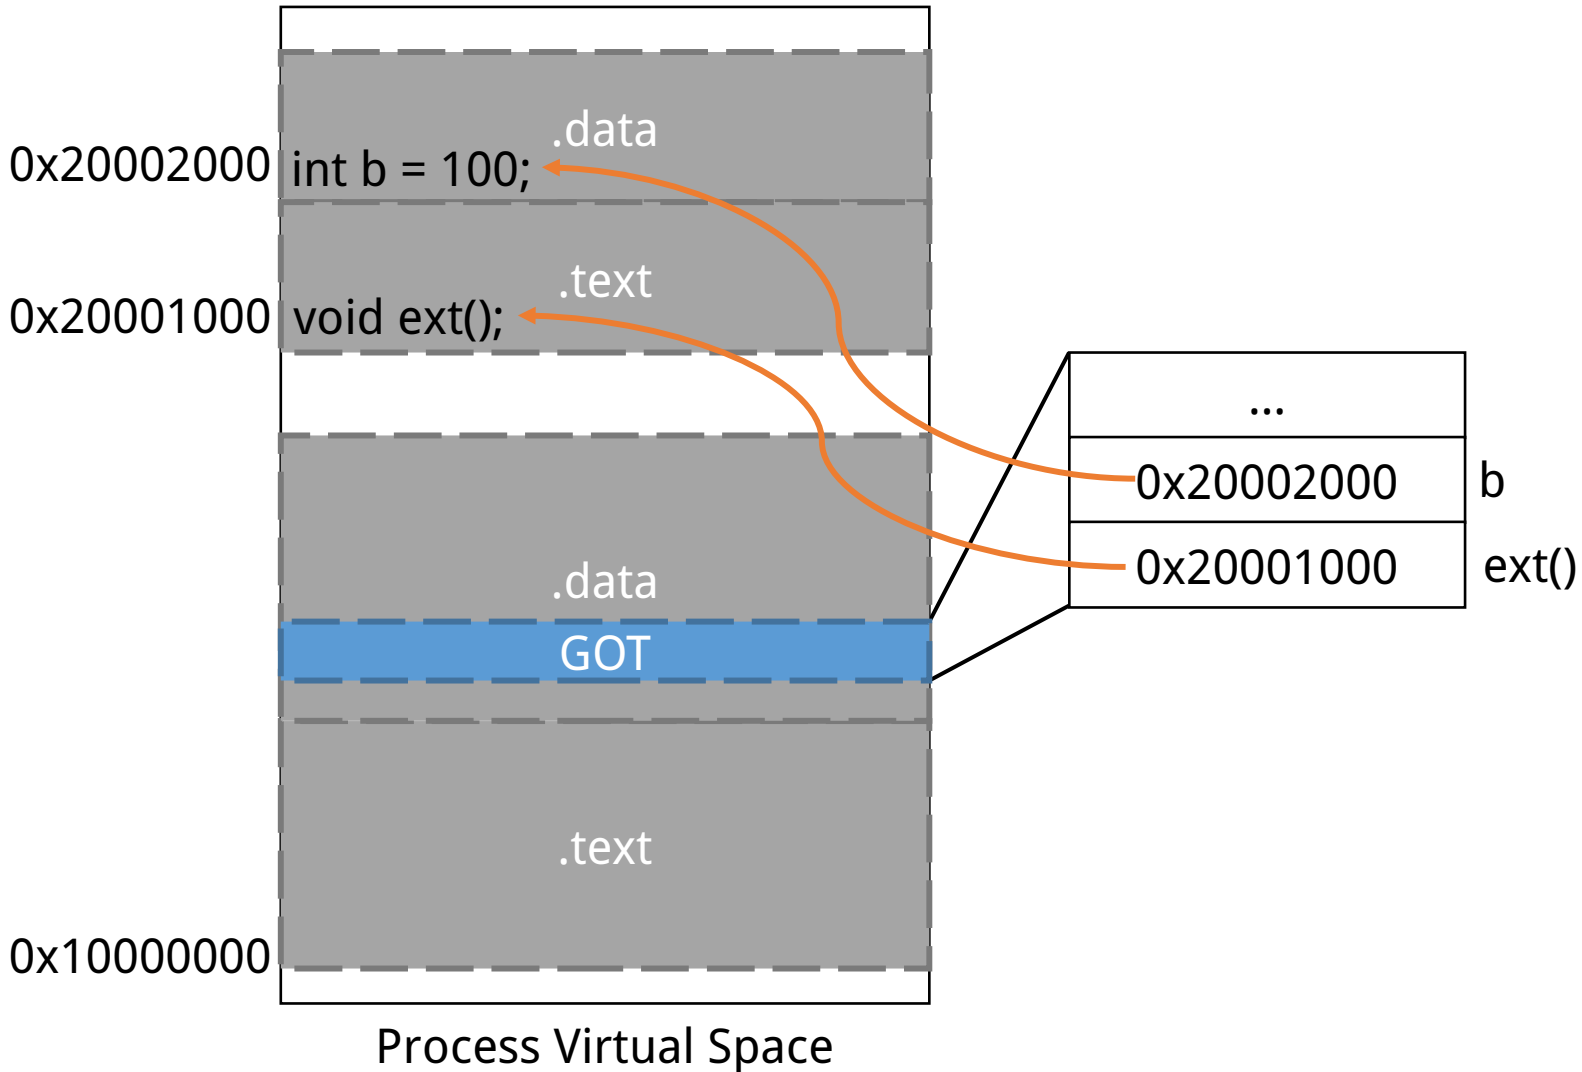 .data
0x20002000 int b = 100;
.text
0x20001000 void ext();
...
0x20002000 b
0x20001000 ext()
.data
GOT
.text
0x10000000
Process Virtual Space